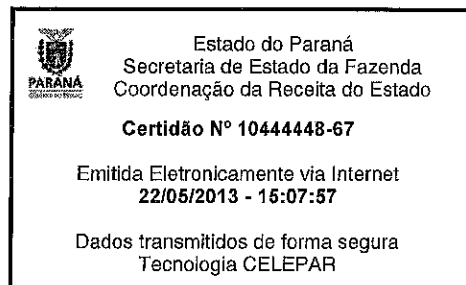 Estado do Paraná
Secretaria de Estado da Fazenda
PARANÁ
Coordenação da Receita do Estado
Certidão Nº 10444448-67
Emitida Eletronicamente via Internet
22/05/2013 - 15:07:57
Dados transmitidos de forma segura
Tecnologia CELEPAR